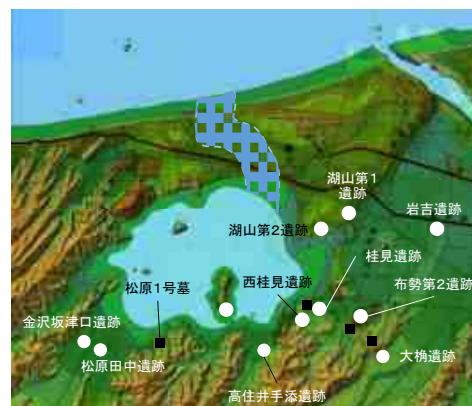 湖山第1
遺跡
岩吉遺跡
湖山第2遺跡
桂見遺跡
西桂見遺跡
松原1号墓
布勢第2遺跡
金沢坂津口遺跡
松原田中遺跡
大桷遺跡
高住井手添遺跡